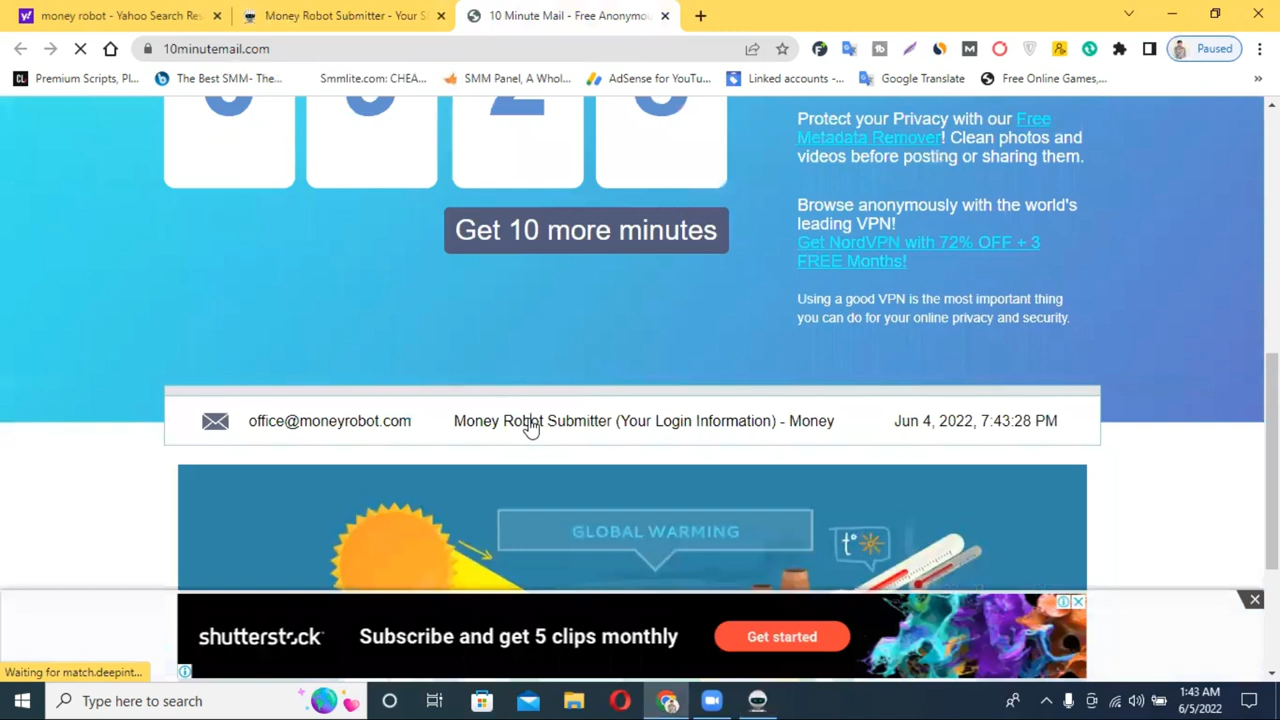 money robot - Yahoo Search Res
Money Robot Submitter - Your S
10 Minute Mail - Free Anonymou
10minutemail.com
Paused
Premium Scripts, Pl...
The Best SMM- The...
Smmlite.com: CHEA...
SMM Panel, A Whol...
AdSense for YouTu...
Linked accounts -...
Google Translate
Free Online Games,...
Protect your Privacy with our Free
Metadata Remover! Clean photos and
videos before posting or sharing them.
Get 10 more minutes
Browse anonymously with the world's
leading VPN!
Get NordVPN with 72% OFF + 3
FREE Months!
Using a good VPN is the most important thing
you can do for your online privacy and security.
office@moneyrobot.com Money Robot Submitter (Your Login Information) - Money Jun 4, 2022, 7:43:28 PM
GLOBAL WARMING
t°
shutterstock Subscribe and get 5 clips monthly Get started
Waiting for match.deepint...
Type here to search
1:43 AM
6/5/2022